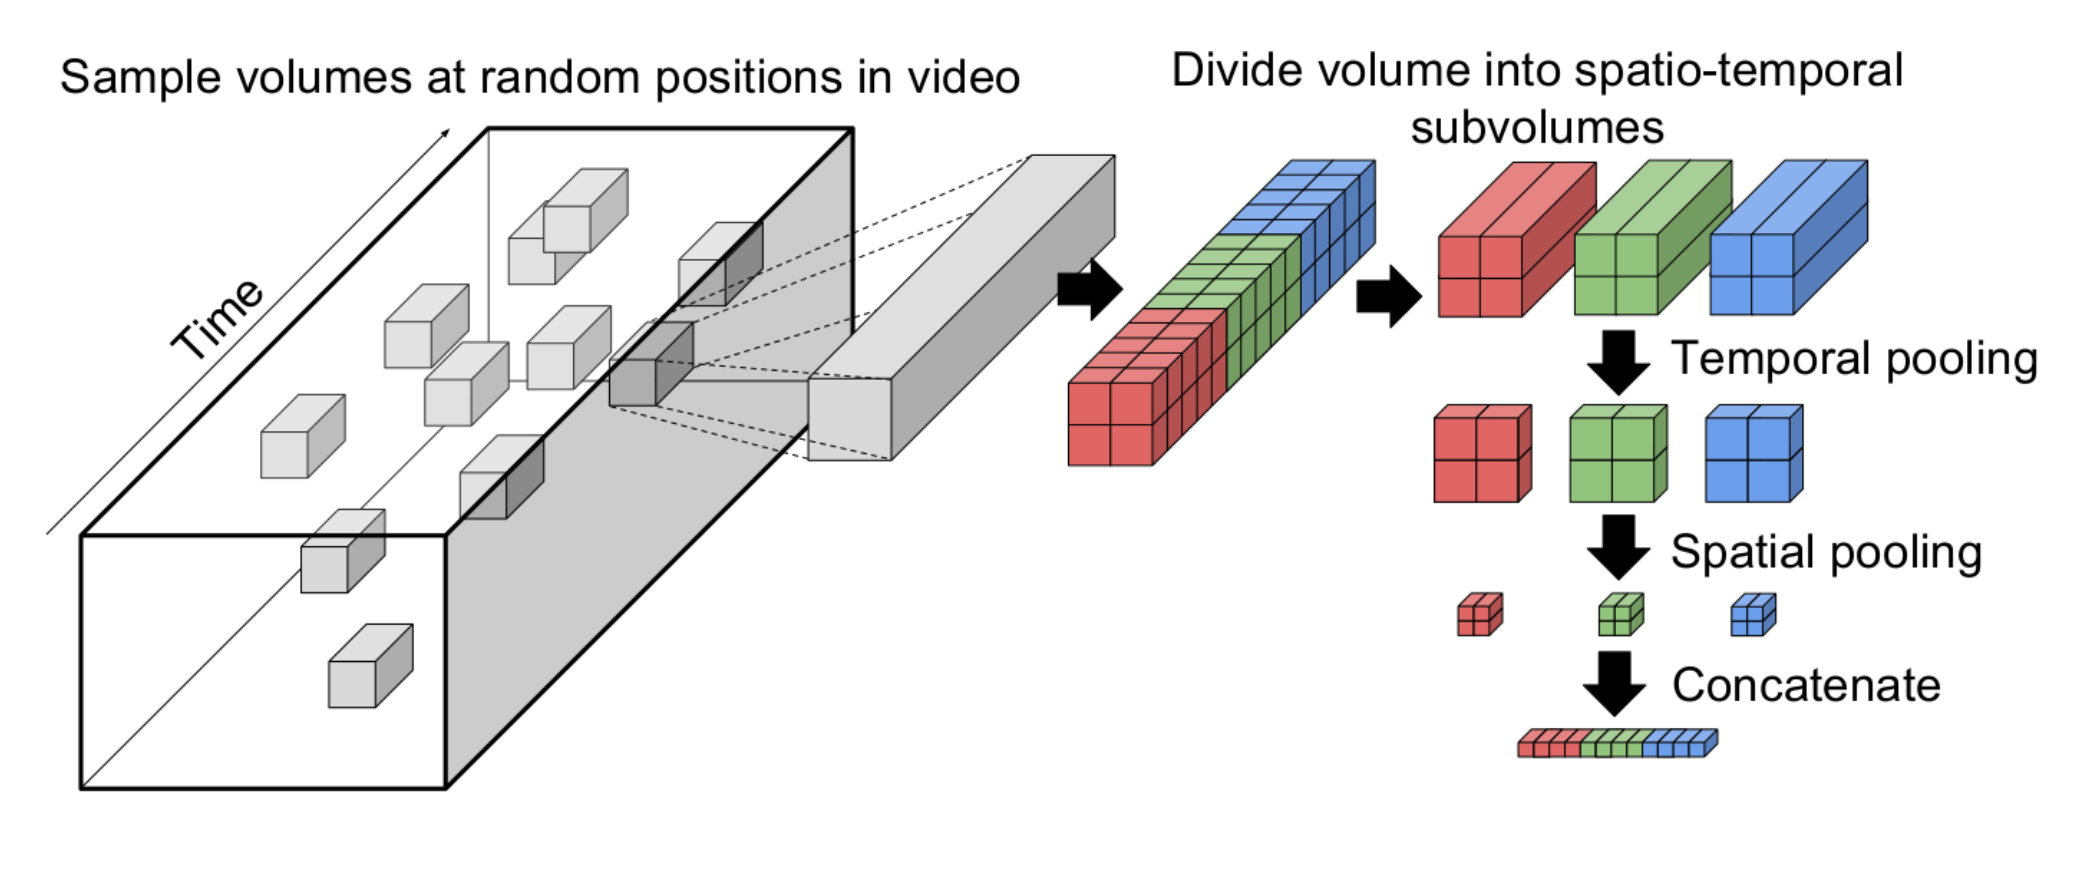 Sample volumes at random positions in video
Divide volume into spatio-temporal
subvolumes
Time
Temporal pooling
Spatial pooling
Concatenate